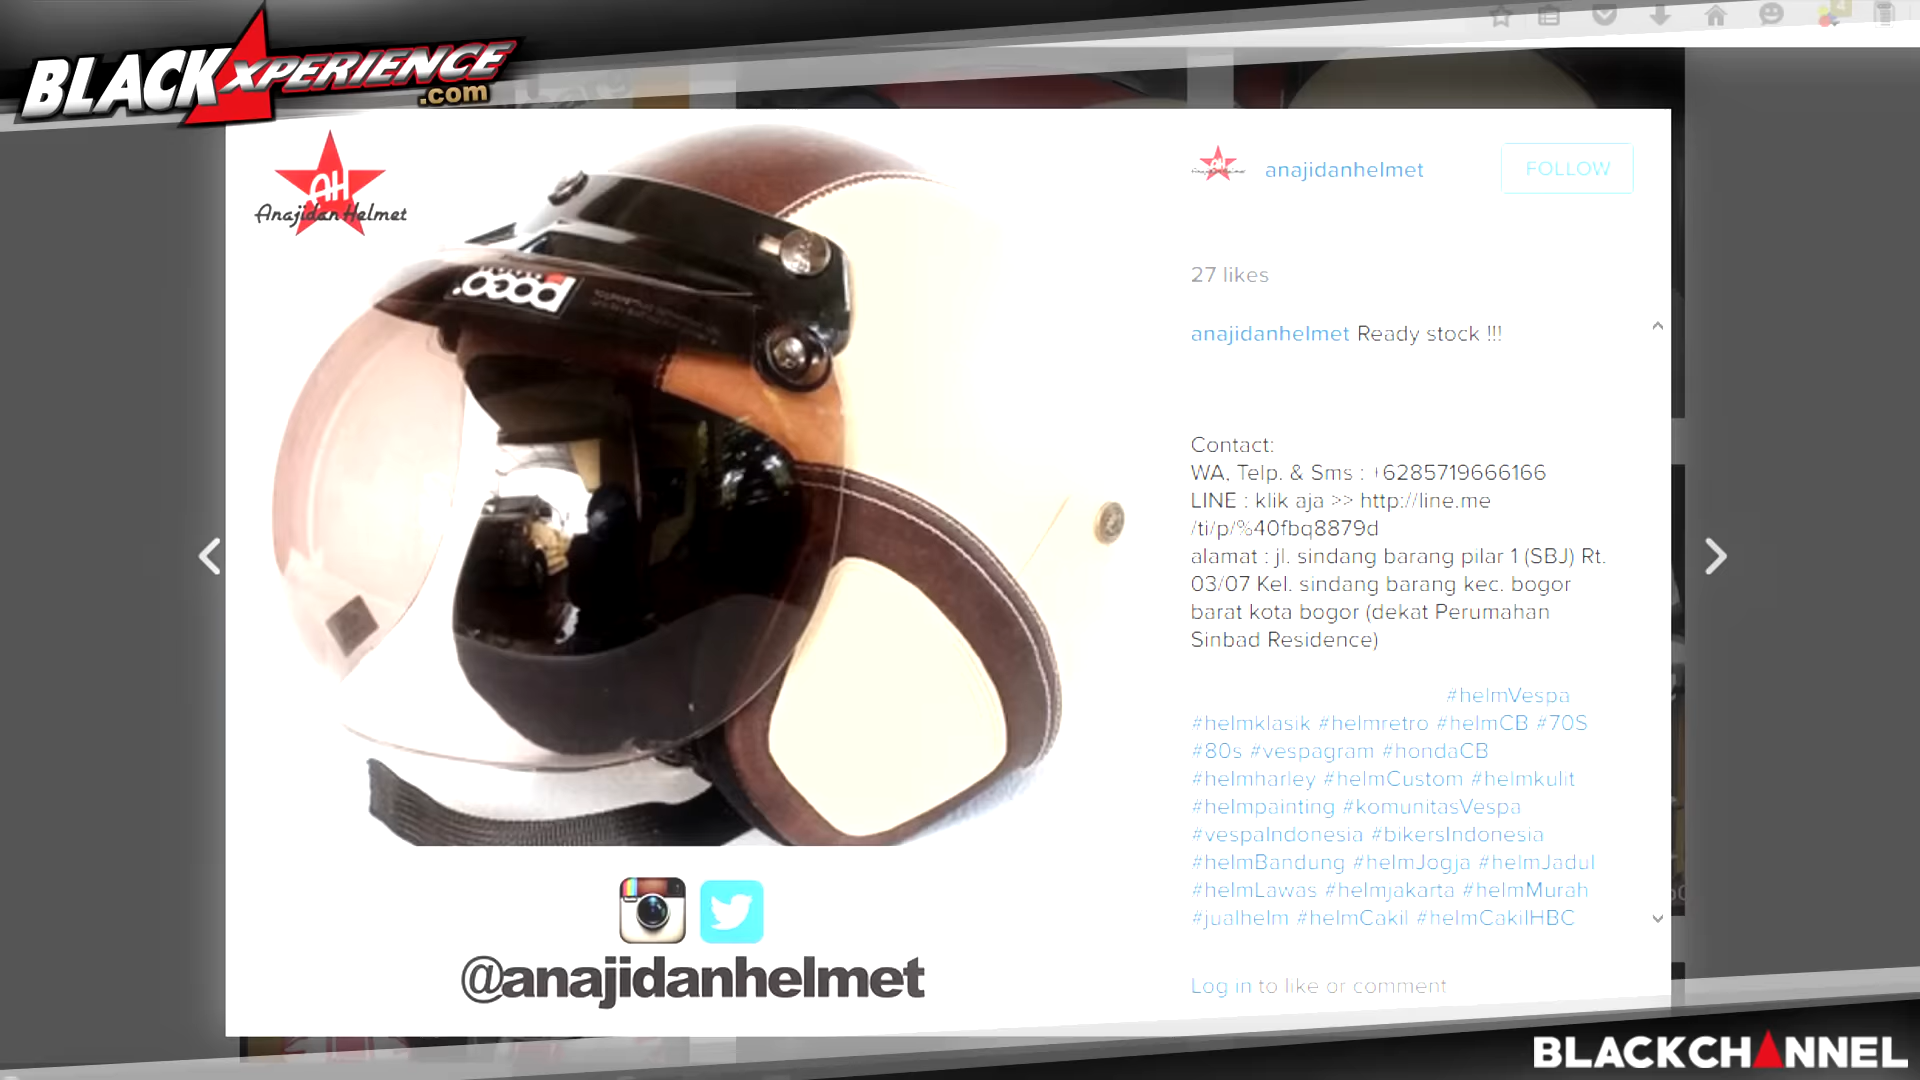 BLACKXPERIENCE
.com
AH
Anajidan Helmet
poco
anajidanhelmet
FOLLOW
27 likes
anajidanhelmet Ready stock !!!
Contact:
WA, Telp. & Sms : +6285719666166
LINE : klik aja >> http://line.me
/ti/p/%40fbq8879d
alamat : jl. sindang barang pilar 1 (SBJ) Rt.
03/07 Kel. sindang barang kec. bogor
barat kota bogor (dekat Perumahan
Sinbad Residence)
#helmVespa
#helmklasik #helmretro #helmCB #70S
#80s #vespagram #hondaCB
#helmharley #helmCustom #helmkulit
#helmpainting #komunitasVespa
#vespaIndonesia #bikersIndonesia
#helmBandung #helmJogja #helmJadul
#helmLawas #helmjakarta #helmMurah
#jualhelm #helmCakil #helmCakilHBC
Log in to like or comment
@anajidanhelmet
BLACKCHANNEL